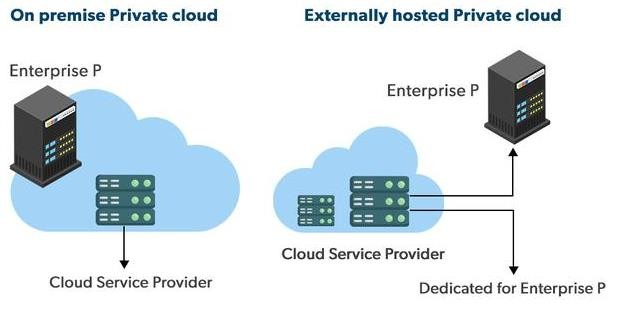 On premise Private cloud
Externally hosted Private cloud
Enterprise P
Enterprise P
Cloud Service Provider
Cloud Service Provider
Dedicated for Enterprise P